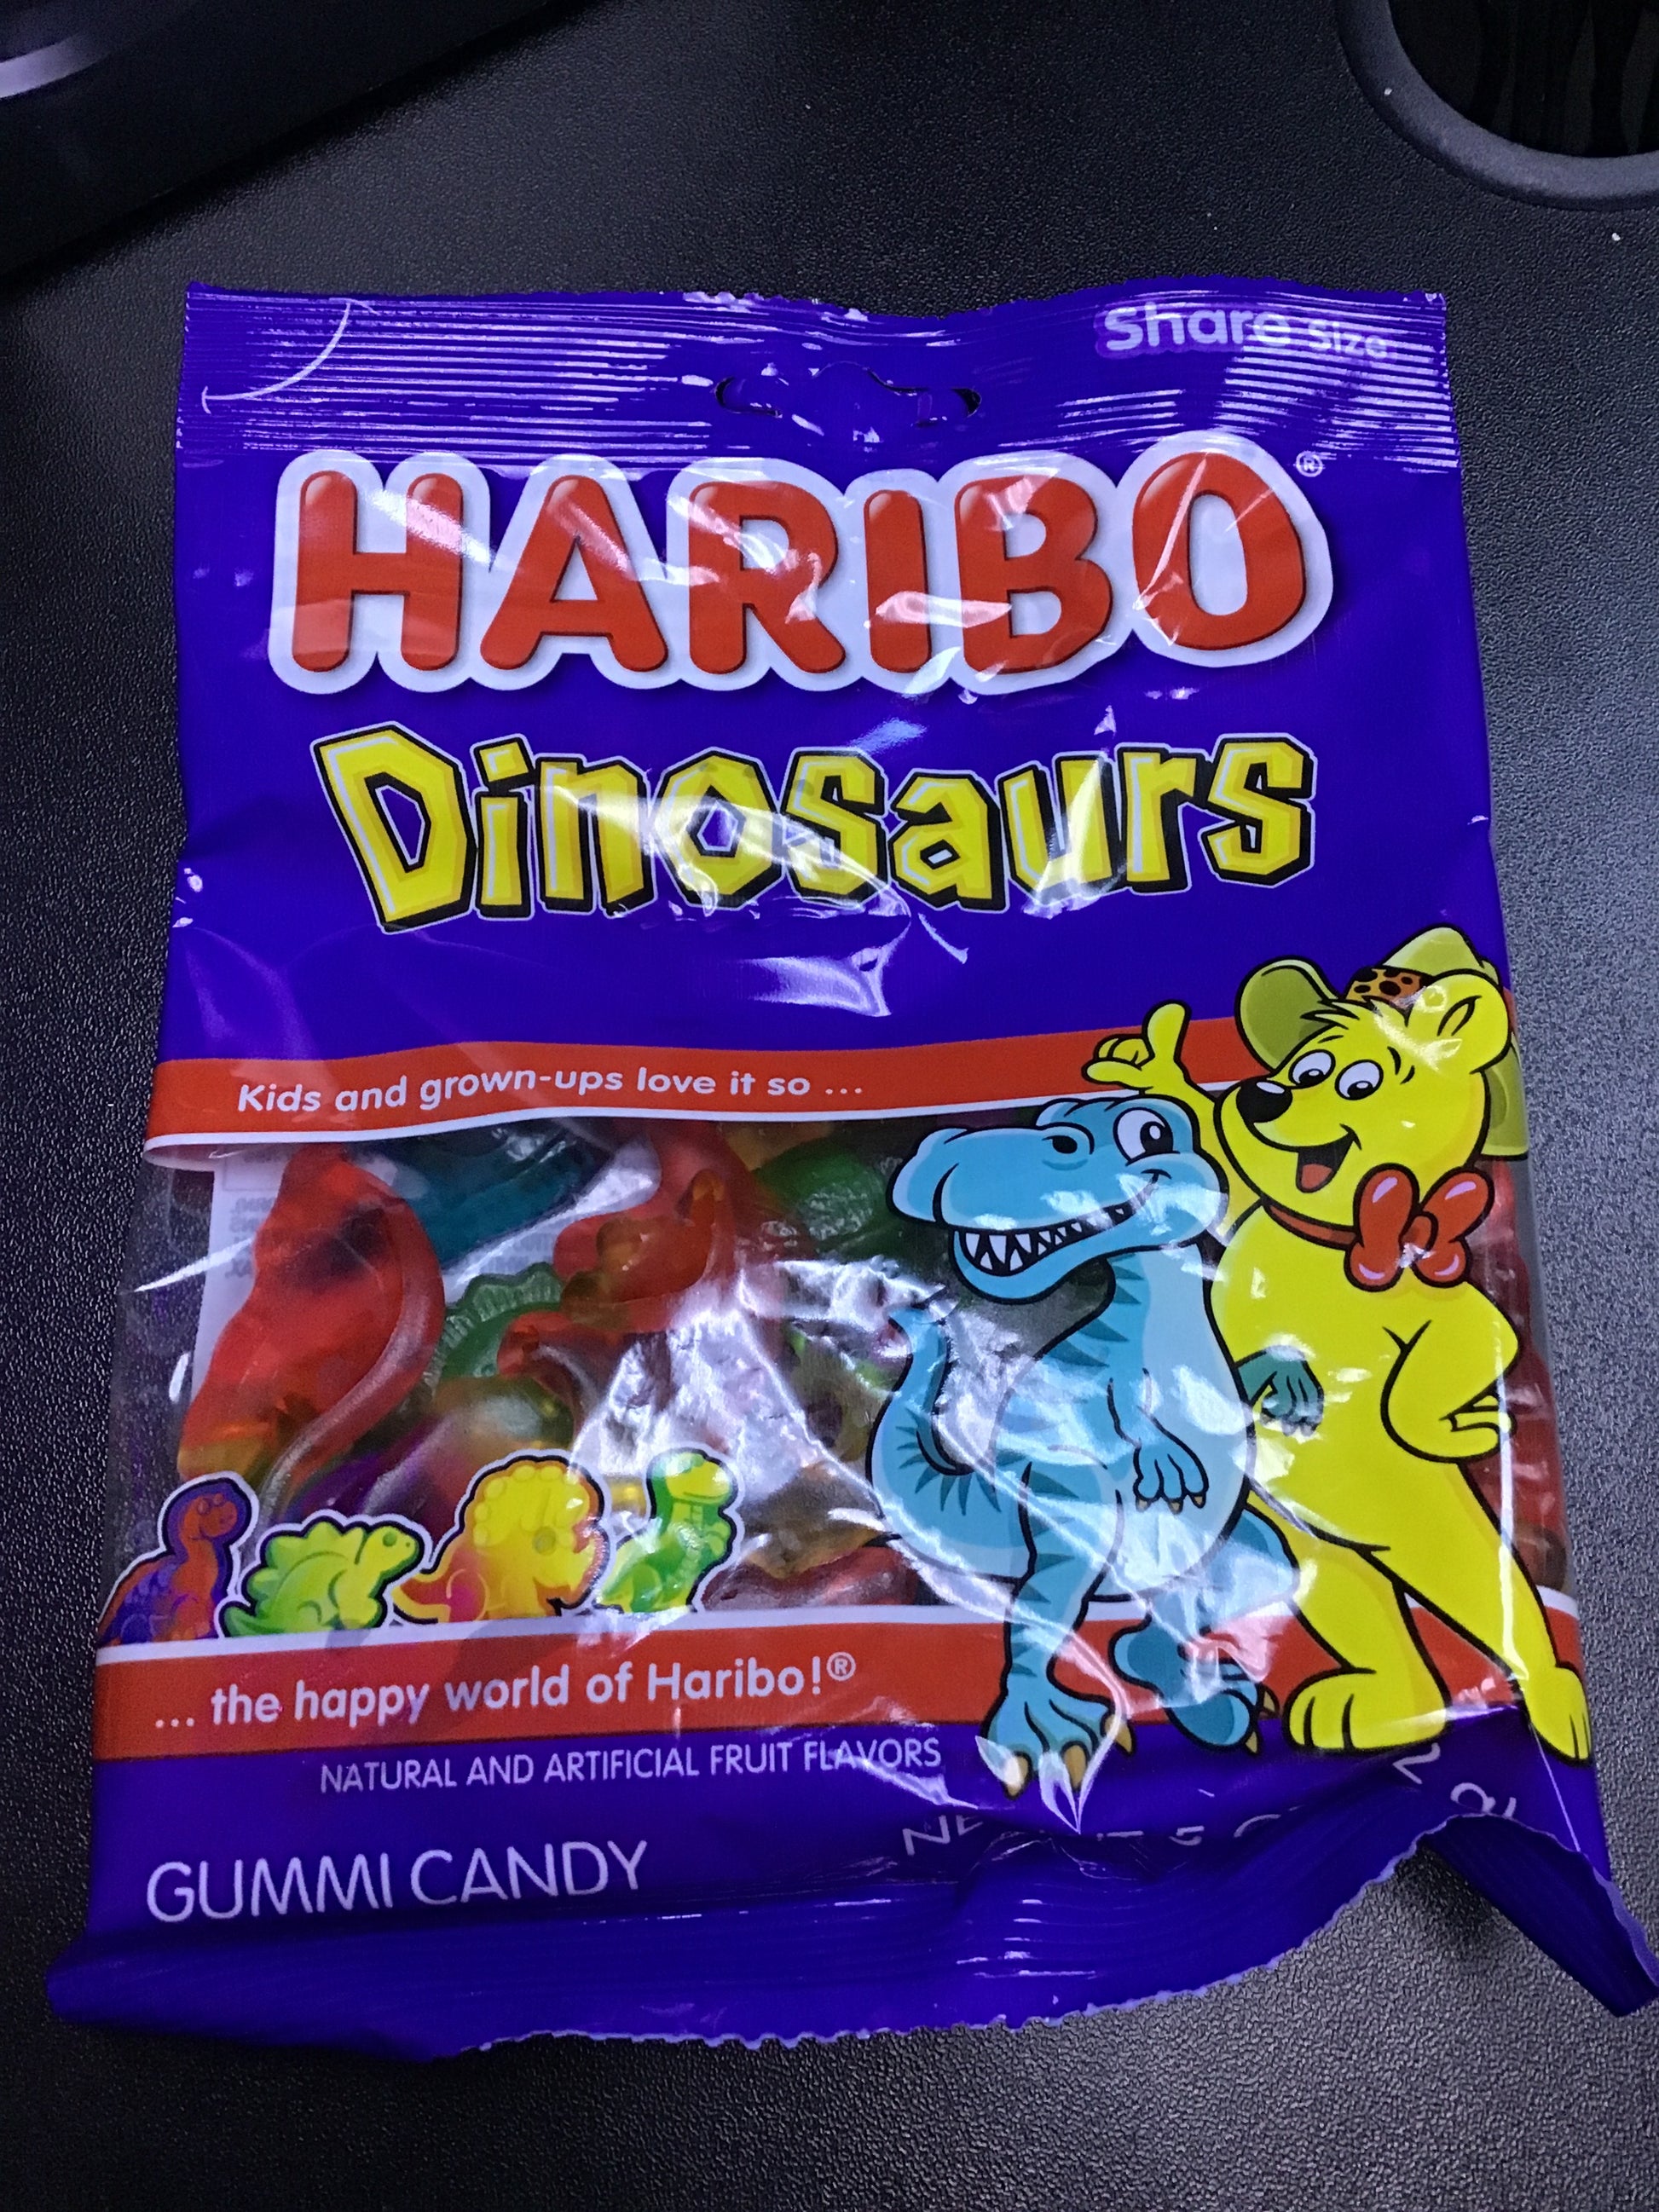 Share Size
HARIBO®
Dinosaurs
Kids and grown-ups love it so ...
... the happy world of Haribo!®
NATURAL AND ARTIFICIAL FRUIT FLAVORS
GUMMI CANDY